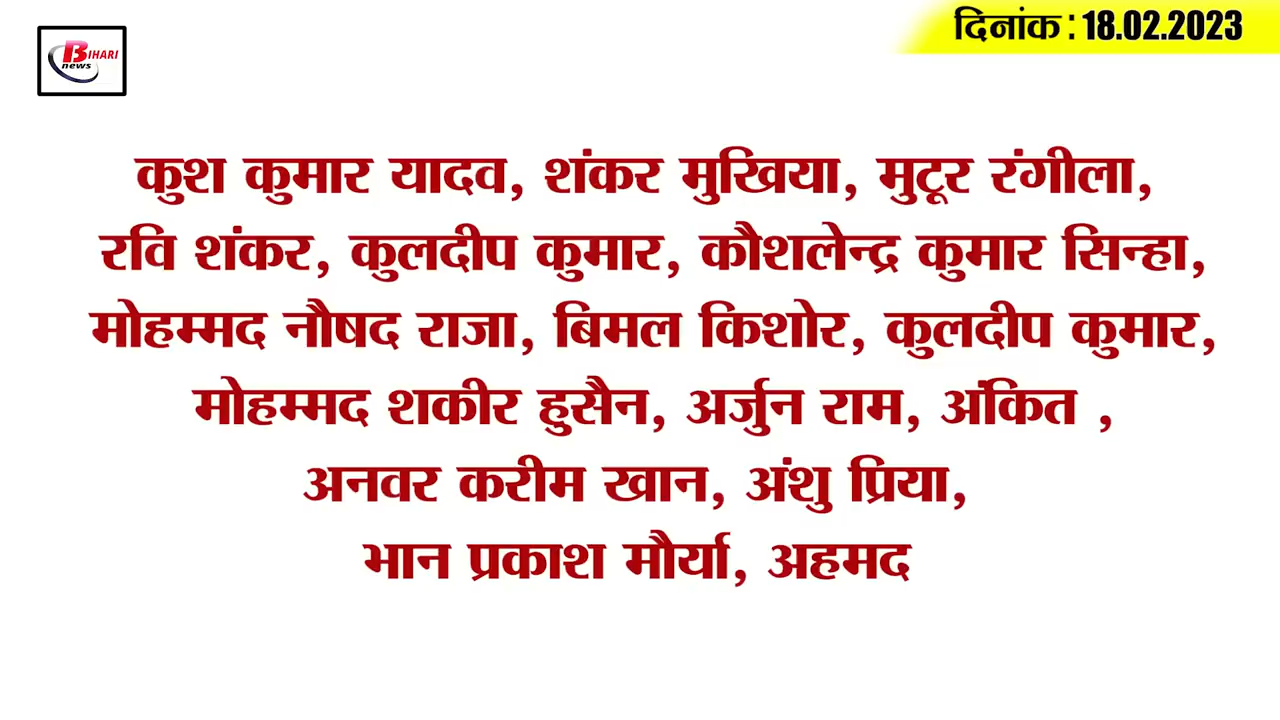 BIHARI
news
दिनांक : 18.02.2023
कुश कुमार यादव, शंकर मुखिया, मुटूर रंगीला,
रवि शंकर, कुलदीप कुमार, कौशलेन्द्र कुमार सिन्हा,
मोहम्मद नौषद राजा, बिमल किशोर, कुलदीप कुमार,
मोहम्मद शकीर हुसैन, अर्जुन राम, अंकित ,
अनवर करीम खान, अंशु प्रिया,
भान प्रकाश मौर्या, अहमद